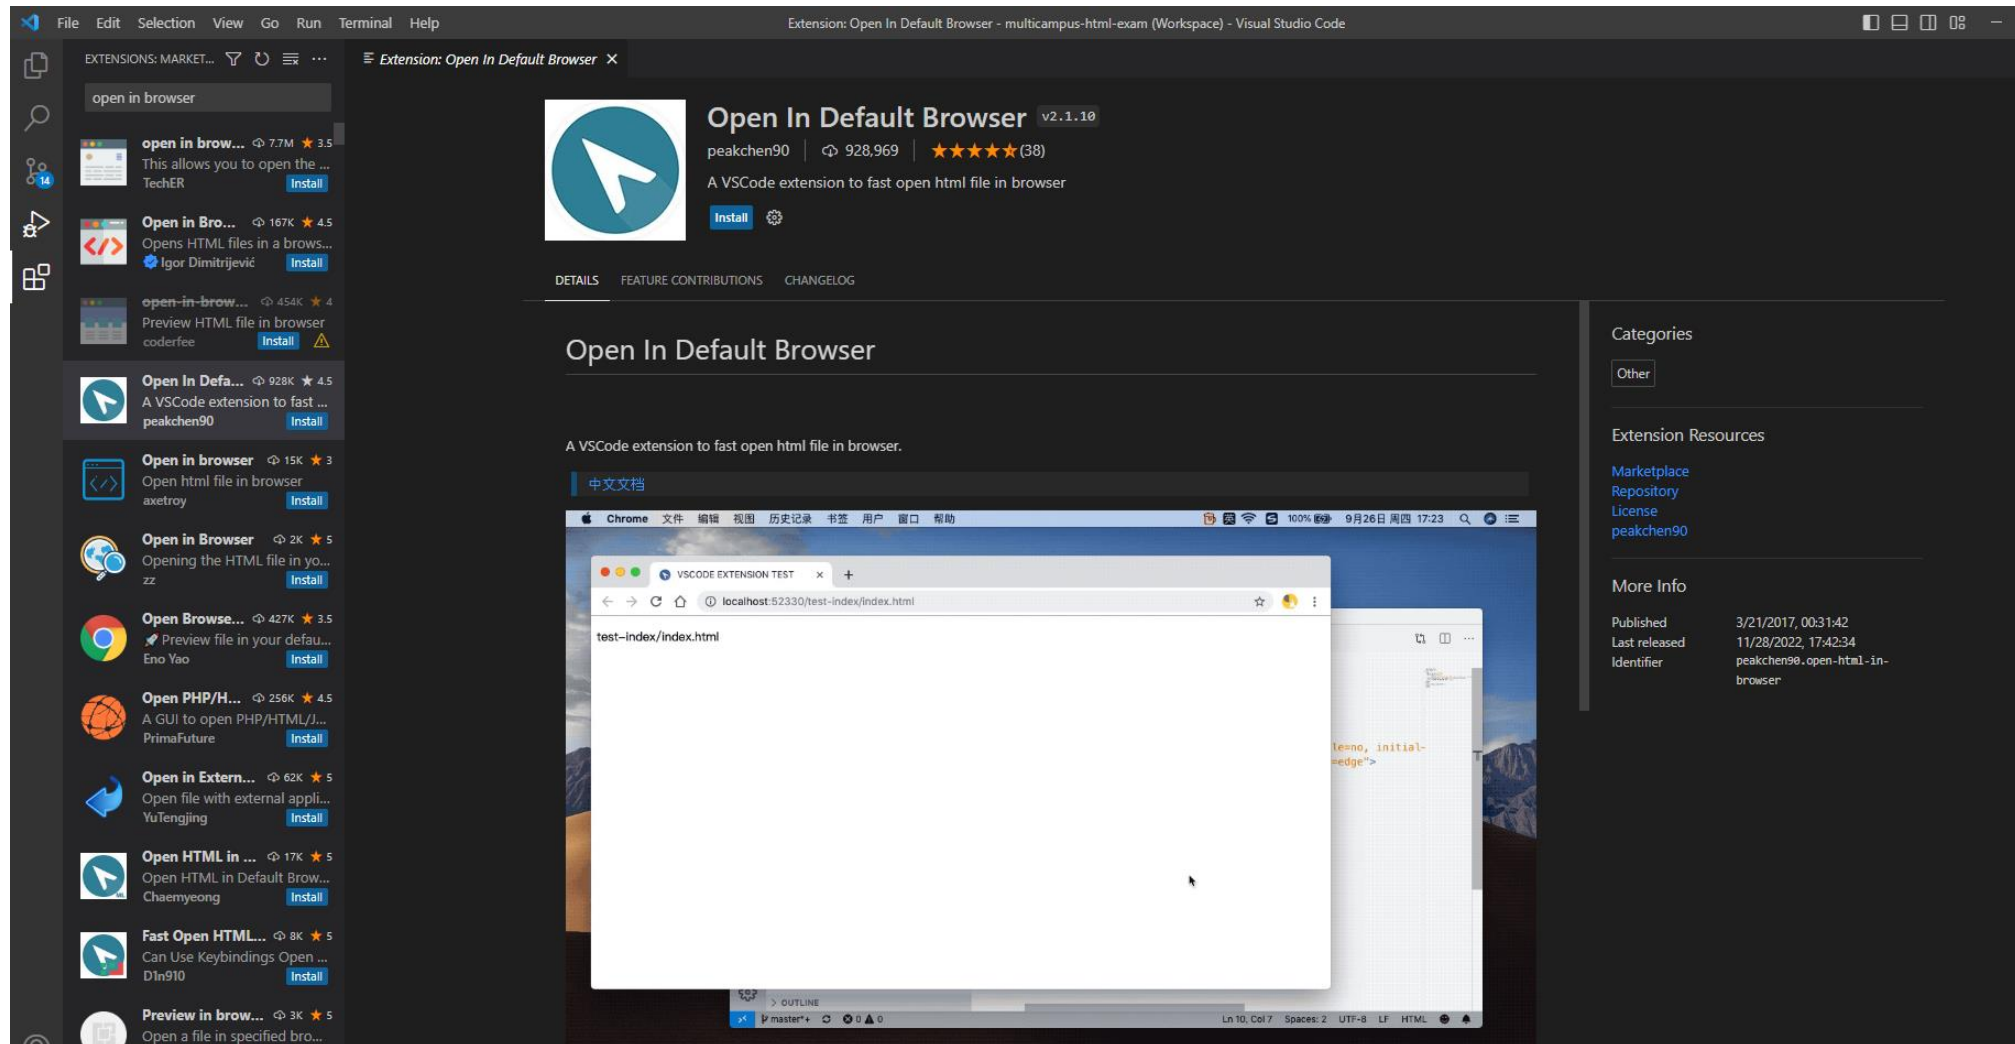 File Edit Selection View Go Run Terminal Help
Extension: Open In Default Browser - multicampus-html-exam (Workspace) - Visual Studio Code
EXTENSIONS: MARKET...
Extension: Open In Default Browser
open in browser
14
open in brow... 7.7M ★ 3.5
This allows you to open the ...
TechER Install
Open in Bro... 167K ★ 4.5
Opens HTML files in a brows...
Igor Dimitrijević Install
open-in-brow... 454K ★ 4
Preview HTML file in browser
coderfee Install
Open In Defa... 928K ★ 4.5
A VSCode extension to fast ...
peakchen90 Install
Open in browser 15K ★ 3
Open html file in browser
axetroy Install
Open in Browser 2K ★ 5
Opening the HTML file in yo...
zz Install
Open Browse... 427K ★ 3.5
Preview file in your defau...
Eno Yao Install
Open PHP/H... 256K ★ 4.5
A GUI to open PHP/HTML/J...
PrimaFuture Install
Open in Extern... 62K ★ 5
Open file with external appli...
YuTengjing Install
Open HTML in ... 17K ★ 5
Open HTML in Default Brow...
Chaemyeong Install
Fast Open HTML... 8K ★ 5
Can Use Keybindings Open ...
D1n910 Install
Preview in brow... 3K ★ 5
Open a file in specified bro...
Open In Default Browser v2.1.10
peakchen90 | 928,969 | ★★★★★(38)
A VSCode extension to fast open html file in browser
Install
DETAILS FEATURE CONTRIBUTIONS CHANGELOG
Open In Default Browser
A VSCode extension to fast open html file in browser.
中文文档
Chrome 文件 编辑 视图 历史记录 书签 用户 窗口 帮助 英 100% 9月26日 周四 17:23
VSCODE EXTENSION TEST
localhost:52330/test-index/index.html
test-index/index.html
le=no, initial-
=edge">
> OUTLINE
master*+ 0 0 Ln 10, Col 7 Spaces: 2 UTF-8 LF HTML
Categories
Other
Extension Resources
Marketplace
Repository
License
peakchen90
More Info
Published 3/21/2017, 00:31:42
Last released 11/28/2022, 17:42:34
Identifier peakchen90.open-html-in-
browser